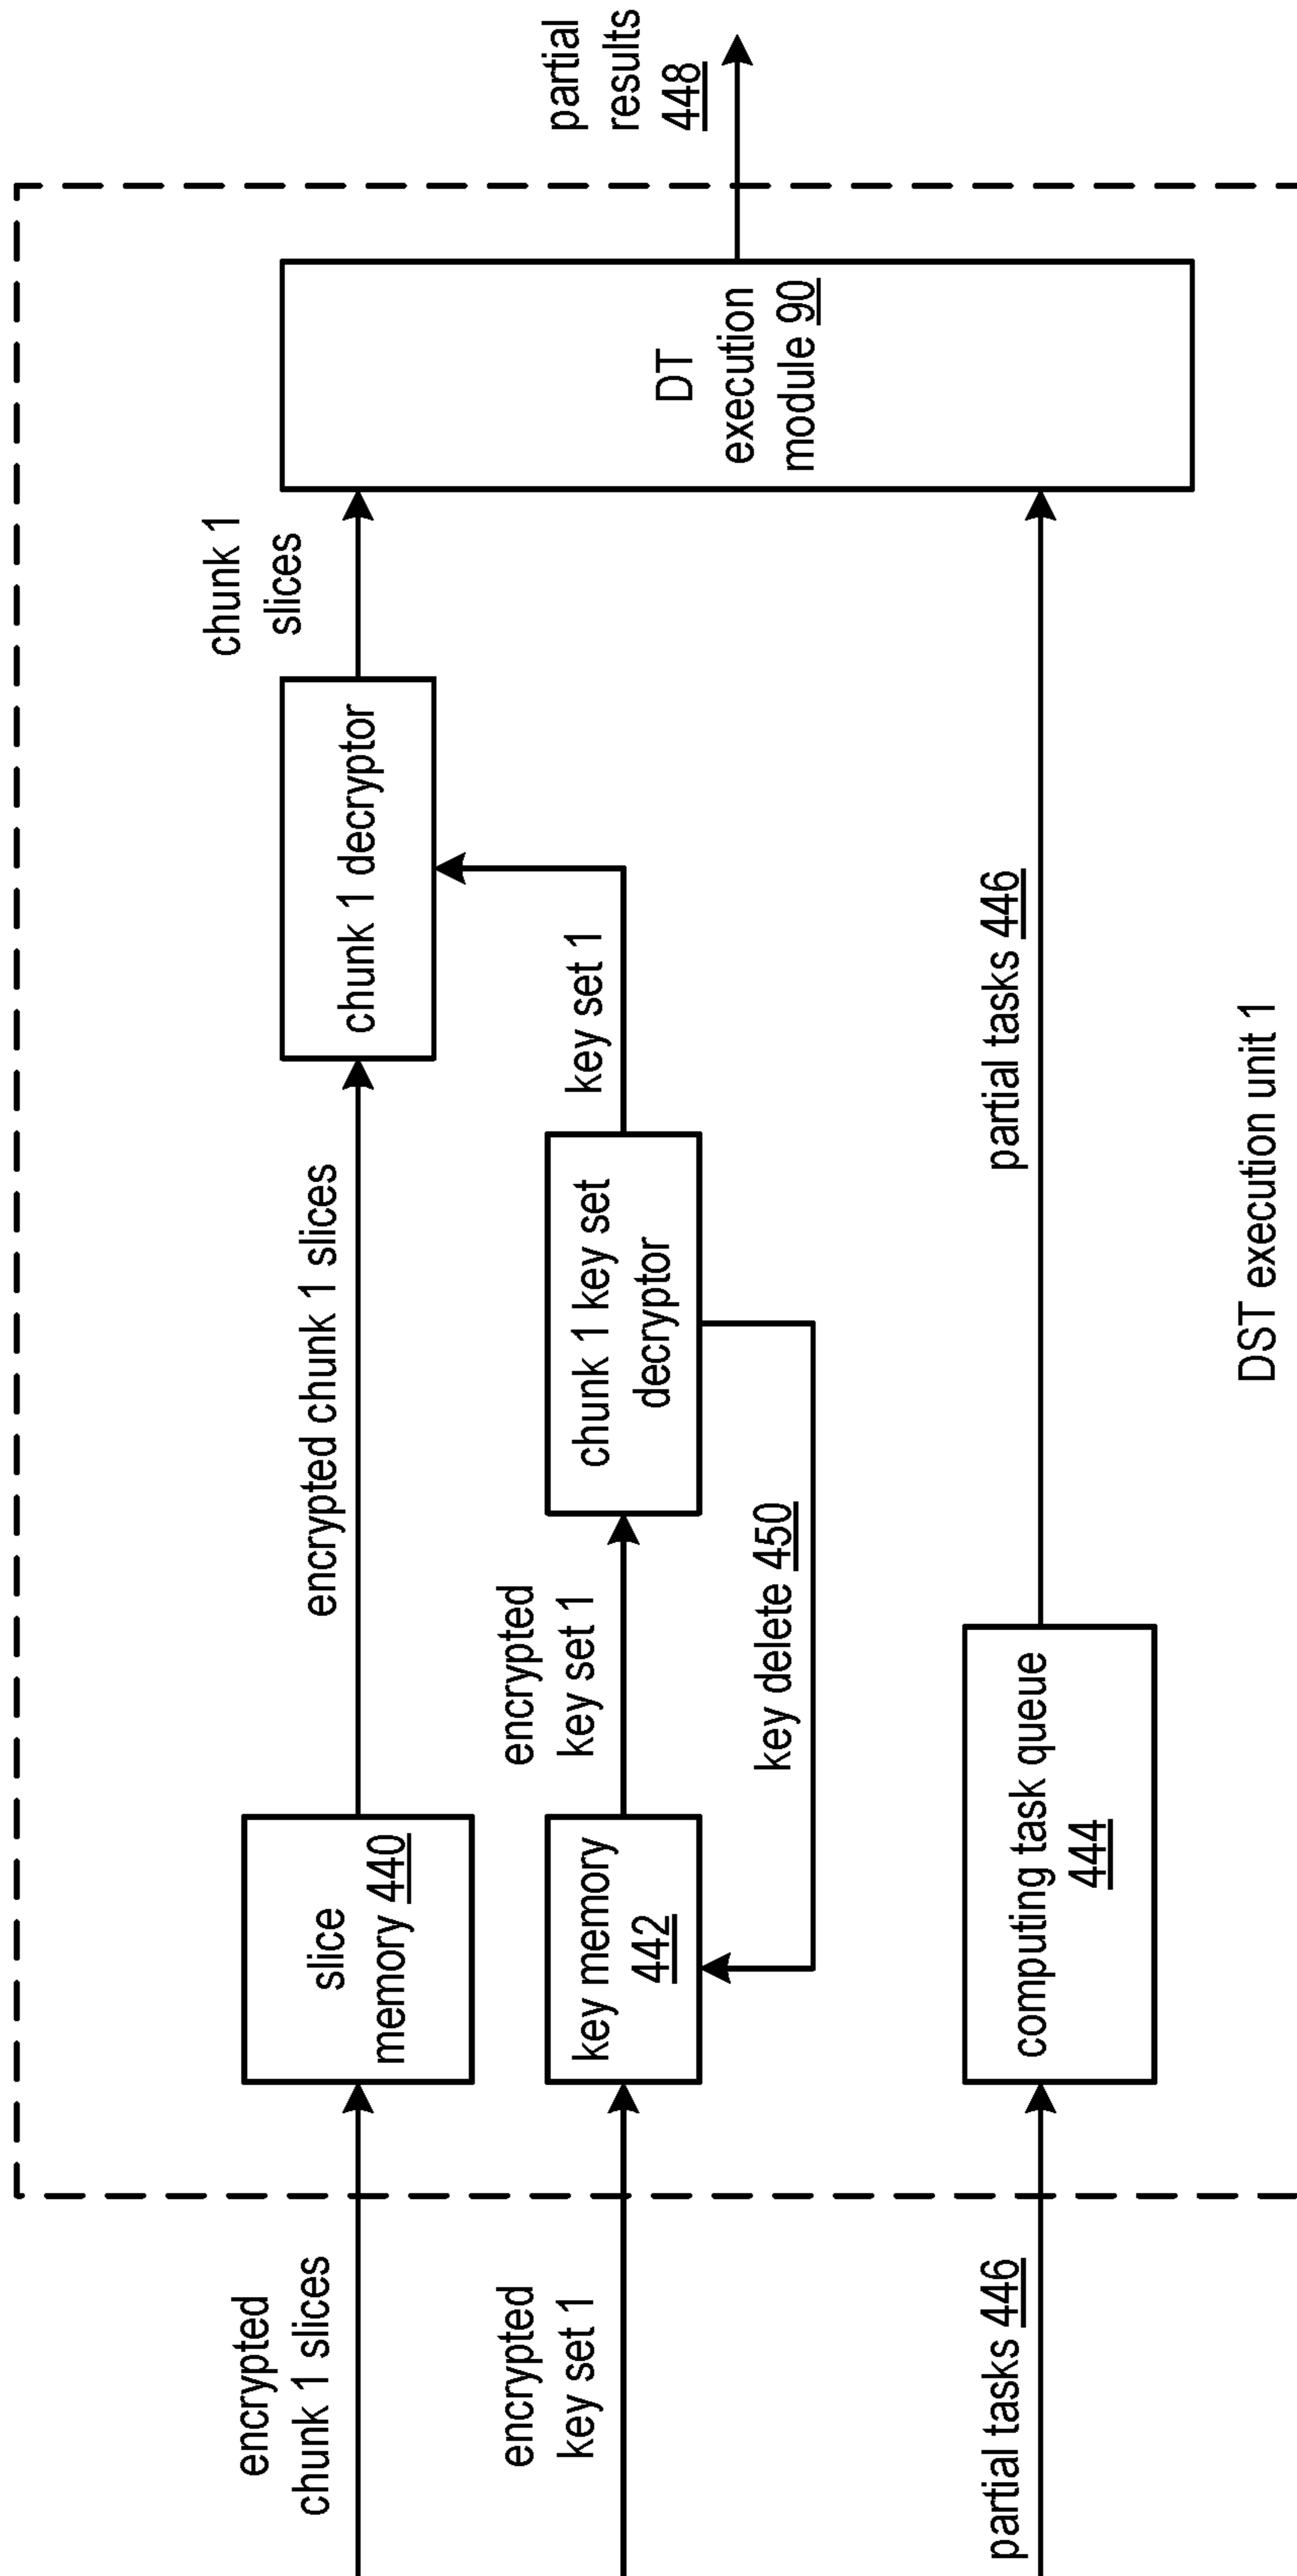 encrypted
chunk 1 slices
slice
memory 440
encrypted chunk 1 slices
chunk 1 decryptor
chunk 1
slices
encrypted
key set 1
key memory
442
encrypted
key set 1
chunk 1 key set
decryptor
key set 1
key delete 450
DT
execution
module 90
partial
results
448
partial tasks 446
computing task queue
444
partial tasks 446
DST execution unit 1